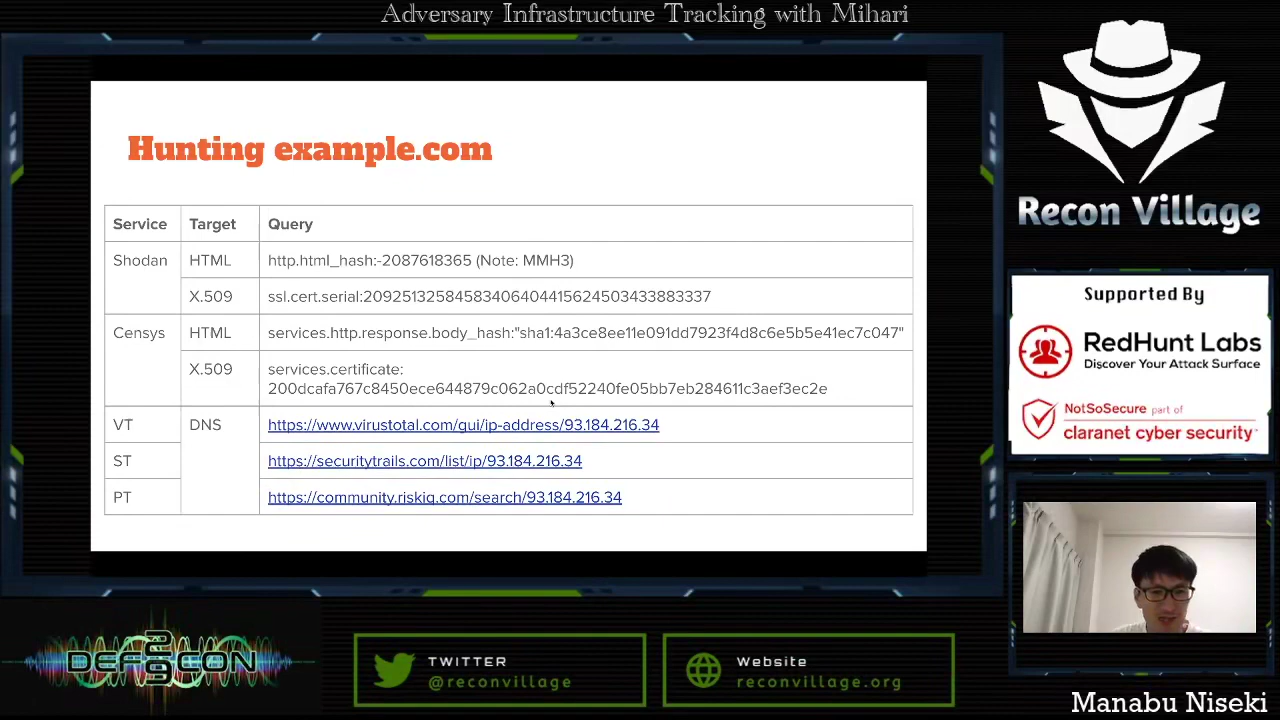 Adversary Infrastructure Tracking with Mihari
Hunting example.com
Service Target Query
Shodan HTML http.html_hash:-2087618365 (Note: MMH3)
X.509 ssl.cert.serial:20925132584583406404415624503433883337
Censys HTML services.http.response.body_hash:"sha1:4a3ce8ee11e091dd7923f4d8c6e5b5e41ec7c047"
X.509 services.certificate:
200dcafa767c8450ece644879c062a0cdf52240fe05bb7eb284611c3aef3ec2e
VT DNS https://www.virustotal.com/gui/ip-address/93.184.216.34
ST https://securitytrails.com/list/ip/93.184.216.34
PT https://community.riskiq.com/search/93.184.216.34
Recon Village
Supported By
RedHunt Labs
Discover Your Attack Surface
NotSoSecure part of
claranet cyber security
DEF CON
29
TWITTER
@reconvillage
Website
reconvillage.org
Manabu Niseki